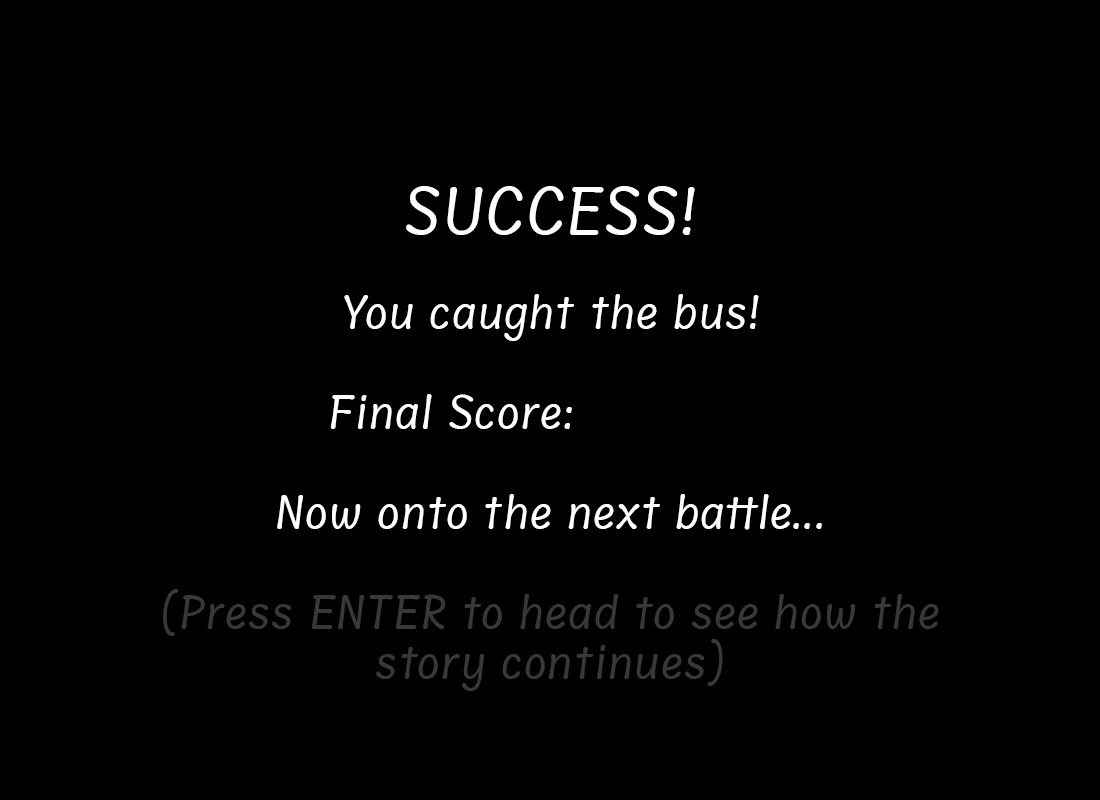 SUCCESS!
You caught the bus!
Final Score:
Now onto the next battle...
(Press ENTER to head to see how the
story continues)